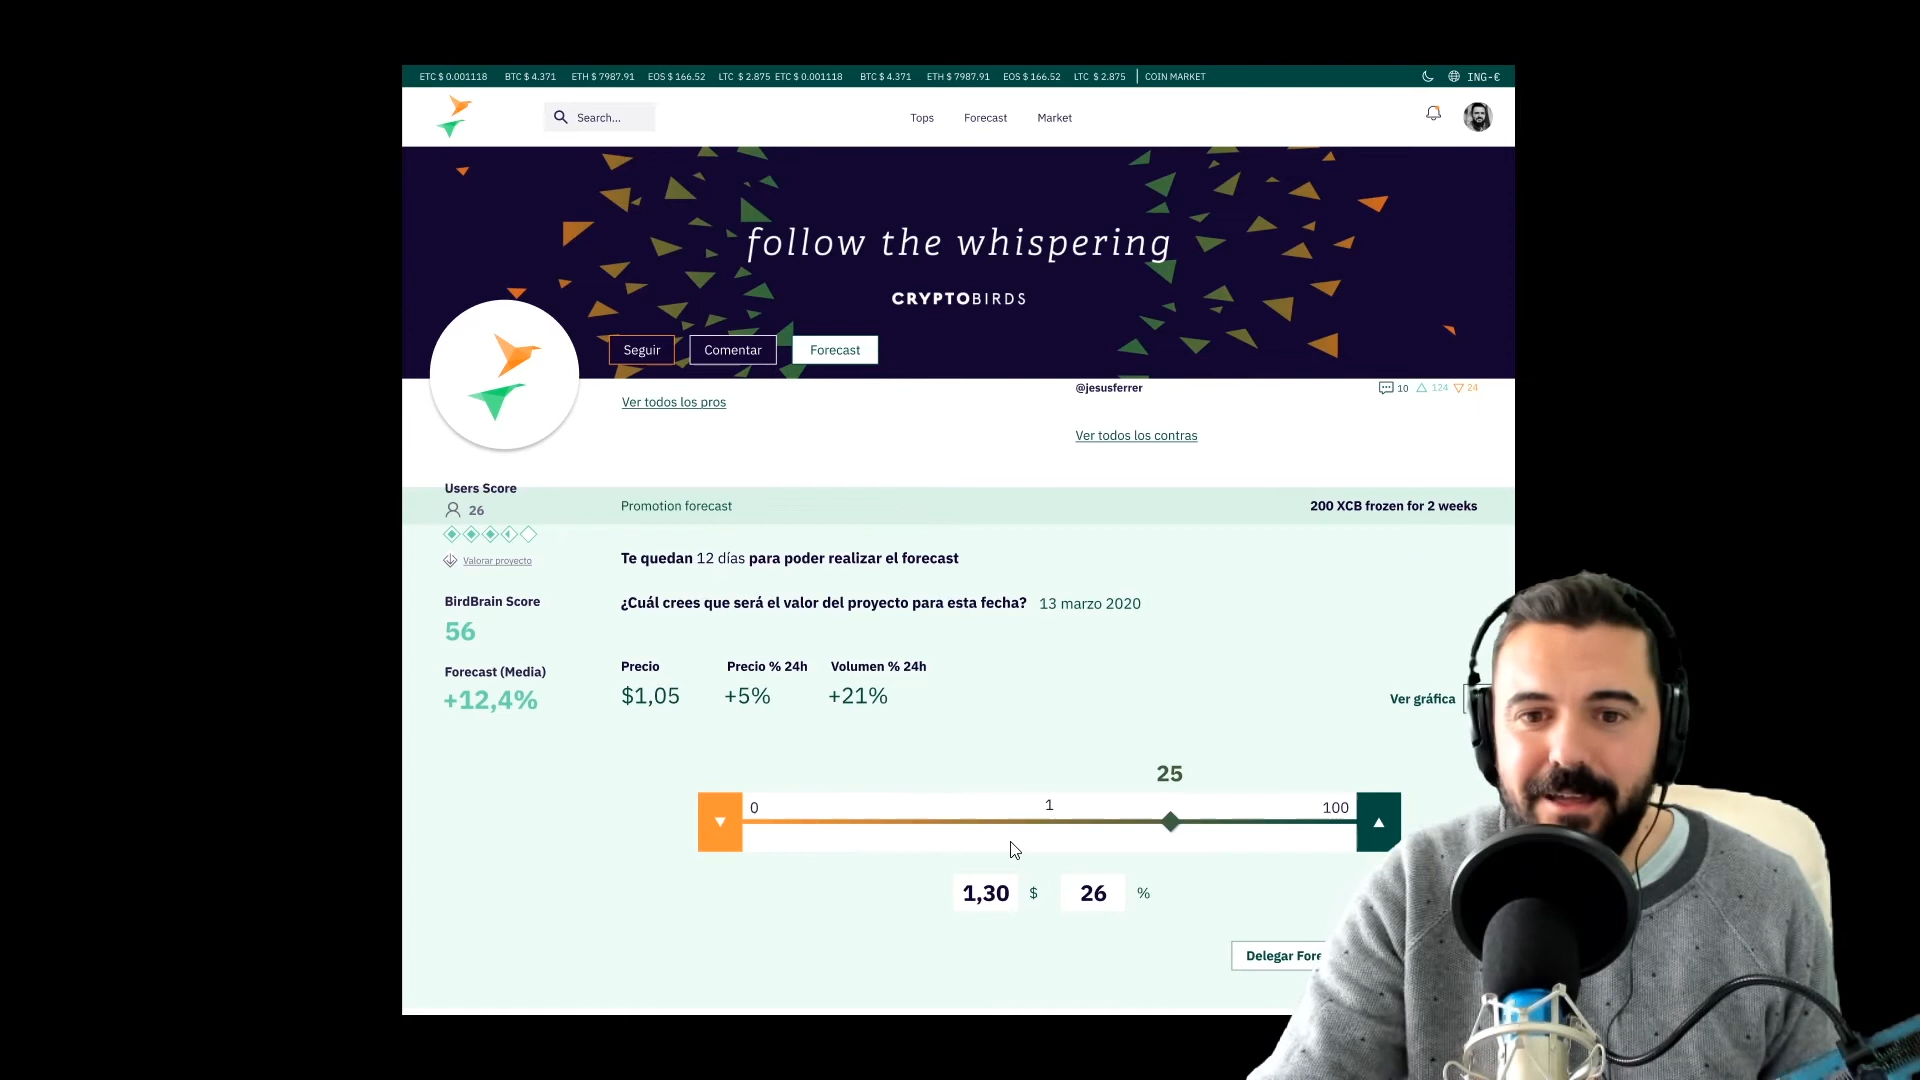 ETC $ 0.001118 BTC $ 4.371 ETH $ 7987.91 EOS $ 166.52 LTC $ 2.875 ETC $ 0.001118 BTC $ 4.371 ETH $ 7987.91 EOS $ 166.52 LTC $ 2.875 COIN MARKET ING-€
Search... Tops Forecast Market
follow the whispering
CRYPTOBIRDS
Seguir Comentar Forecast
@jesusferrer 10 124 24
Ver todos los pros
Ver todos los contras
Users Score
26
Promotion forecast 200 XCB frozen for 2 weeks
Valorar proyecto
Te quedan 12 días para poder realizar el forecast
BirdBrain Score
56
¿Cuál crees que será el valor del proyecto para esta fecha? 13 marzo 2020
Forecast (Media)
+12,4%
Precio Precio % 24h Volumen % 24h
$1,05 +5% +21%
Ver gráfica
25
0 1 100
1,30 $ 26 %
Delegar Fore